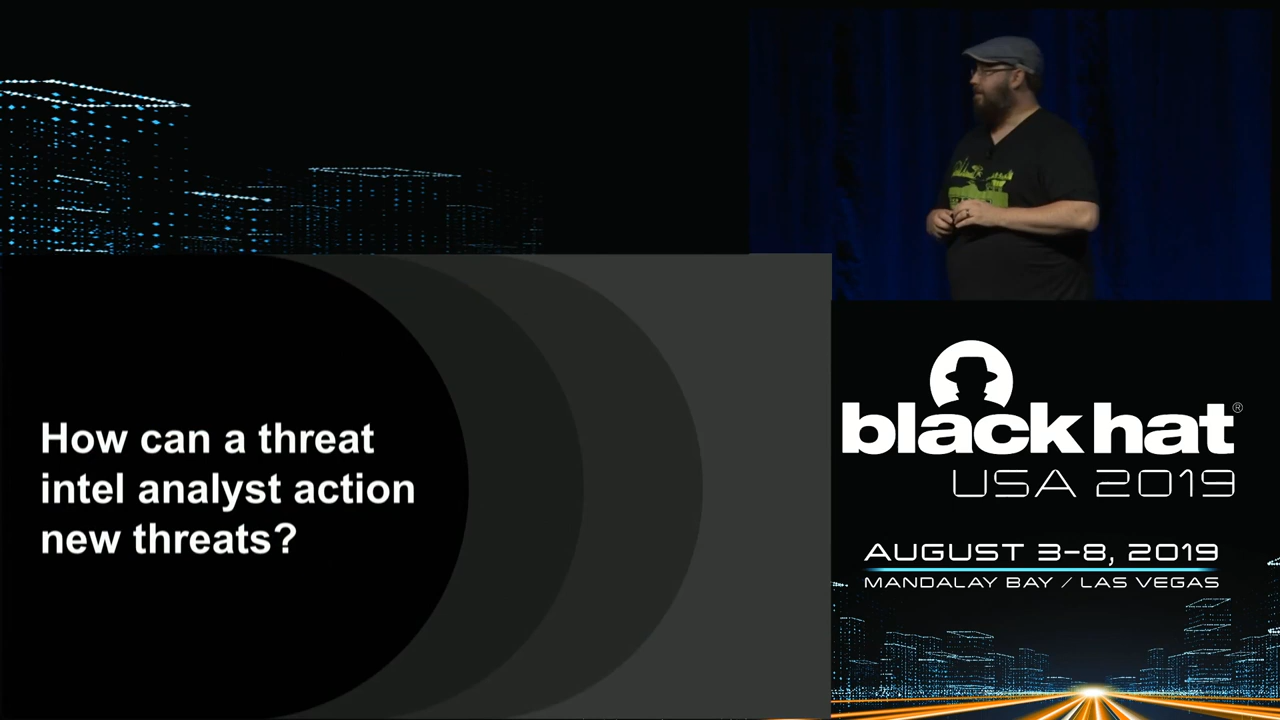 How can a threat
intel analyst action
new threats?
black hat®
USA 2019
AUGUST 3–8, 2019
MANDALAY BAY / LAS VEGAS